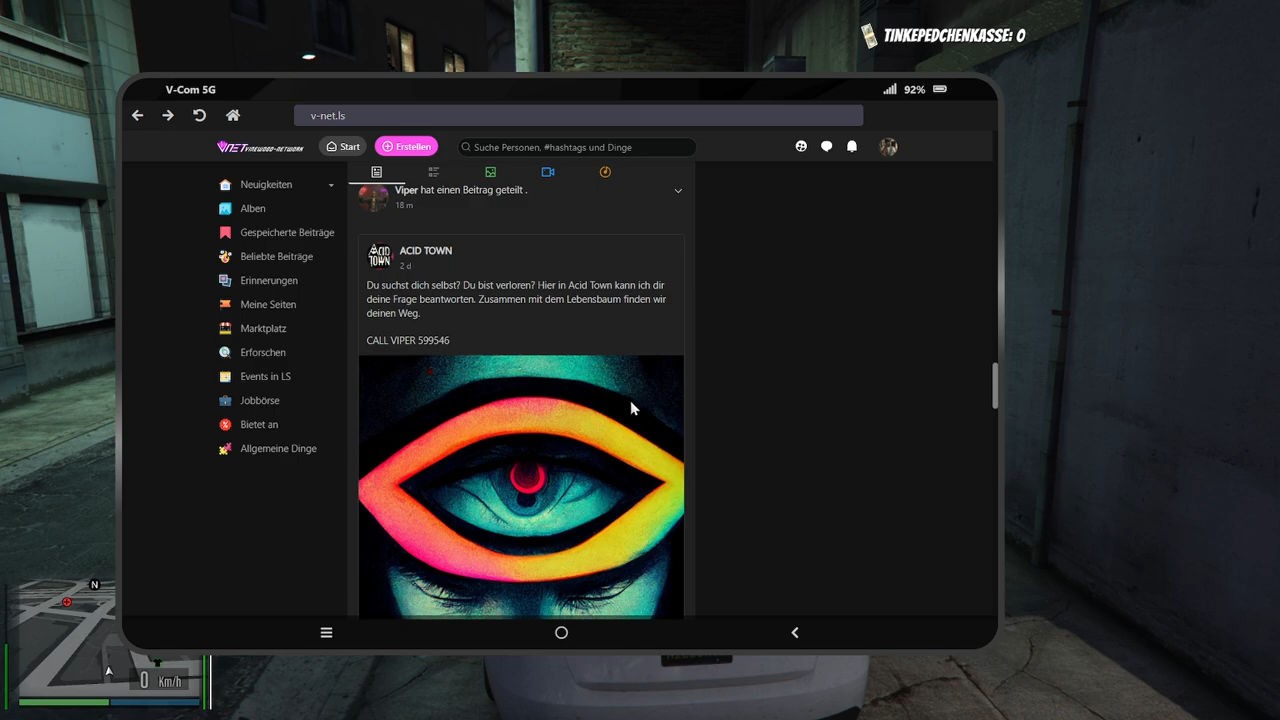 TINKEPEDCHENKASSE: 0
V-Com 5G
92%
v-net.ls
VNET VINEWOOD-NETWORK
Start
Erstellen
Suche Personen, #hashtags und Dinge
Neuigkeiten
Alben
Gespeicherte Beiträge
Beliebte Beiträge
Erinnerungen
Meine Seiten
Marktplatz
Erforschen
Events in LS
Jobbörse
Bietet an
Allgemeine Dinge
Viper hat einen Beitrag geteilt .
18 m
ACID TOWN
ACID TOWN
2 d
Du suchst dich selbst? Du bist verloren? Hier in Acid Town kann ich dir
deine Frage beantworten. Zusammen mit dem Lebensbaum finden wir
deinen Weg.
CALL VIPER 599546
N
0 Km/h